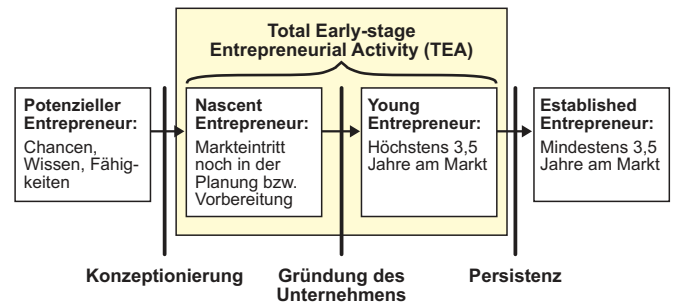 Total Early-stage
Entrepreneurial Activity (TEA)
Potenzieller
Entrepreneur:
Chancen,
Wissen, Fähig-
keiten
Nascent
Entrepreneur:
Markteintritt
noch in der
Planung bzw.
Vorbereitung
Young
Entrepreneur:
Höchstens 3,5
Jahre am Markt
Established
Entrepreneur:
Mindestens 3,5
Jahre am Markt
Konzeptionierung
Gründung des
Unternehmens
Persistenz